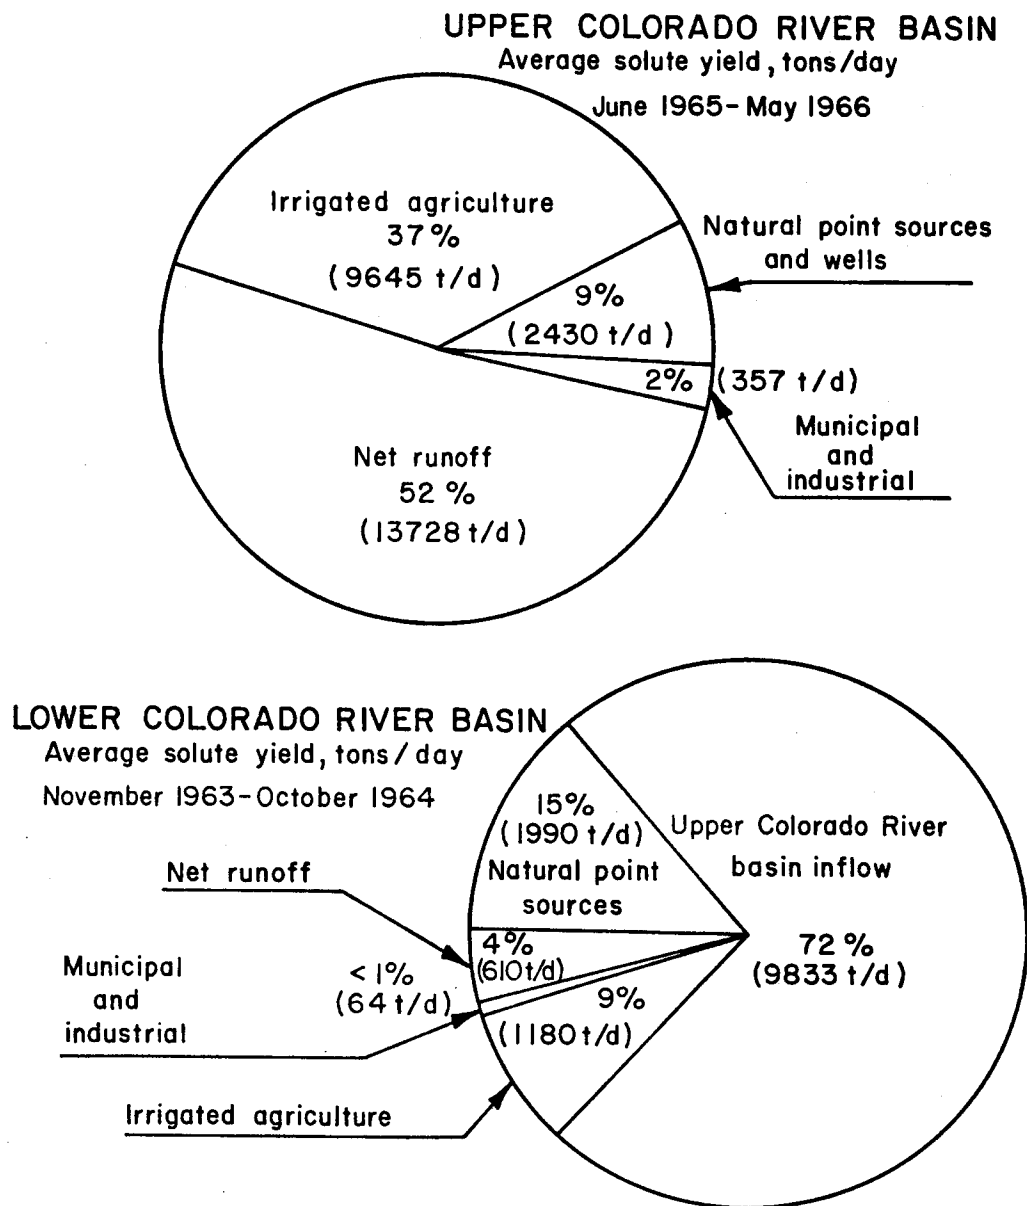 UPPER COLORADO RIVER BASIN
Average solute yield, tons/day
June 1965-May 1966
Irrigated agriculture
37%
(9645 t/d)
Natural point sources
and wells
9%
(2430 t/d)
2%
(357 t/d)
Municipal
and
industrial
Net runoff
52%
(13728 t/d)
LOWER COLORADO RIVER BASIN
Average solute yield, tons/day
November 1963-October 1964
15%
(1990 t/d)
Natural point
sources
Upper Colorado River
basin inflow
72%
(9833 t/d)
Net runoff
4%
(610 t/d)
Municipal
and
industrial
<1%
(64 t/d)
9%
(1180 t/d)
Irrigated agriculture